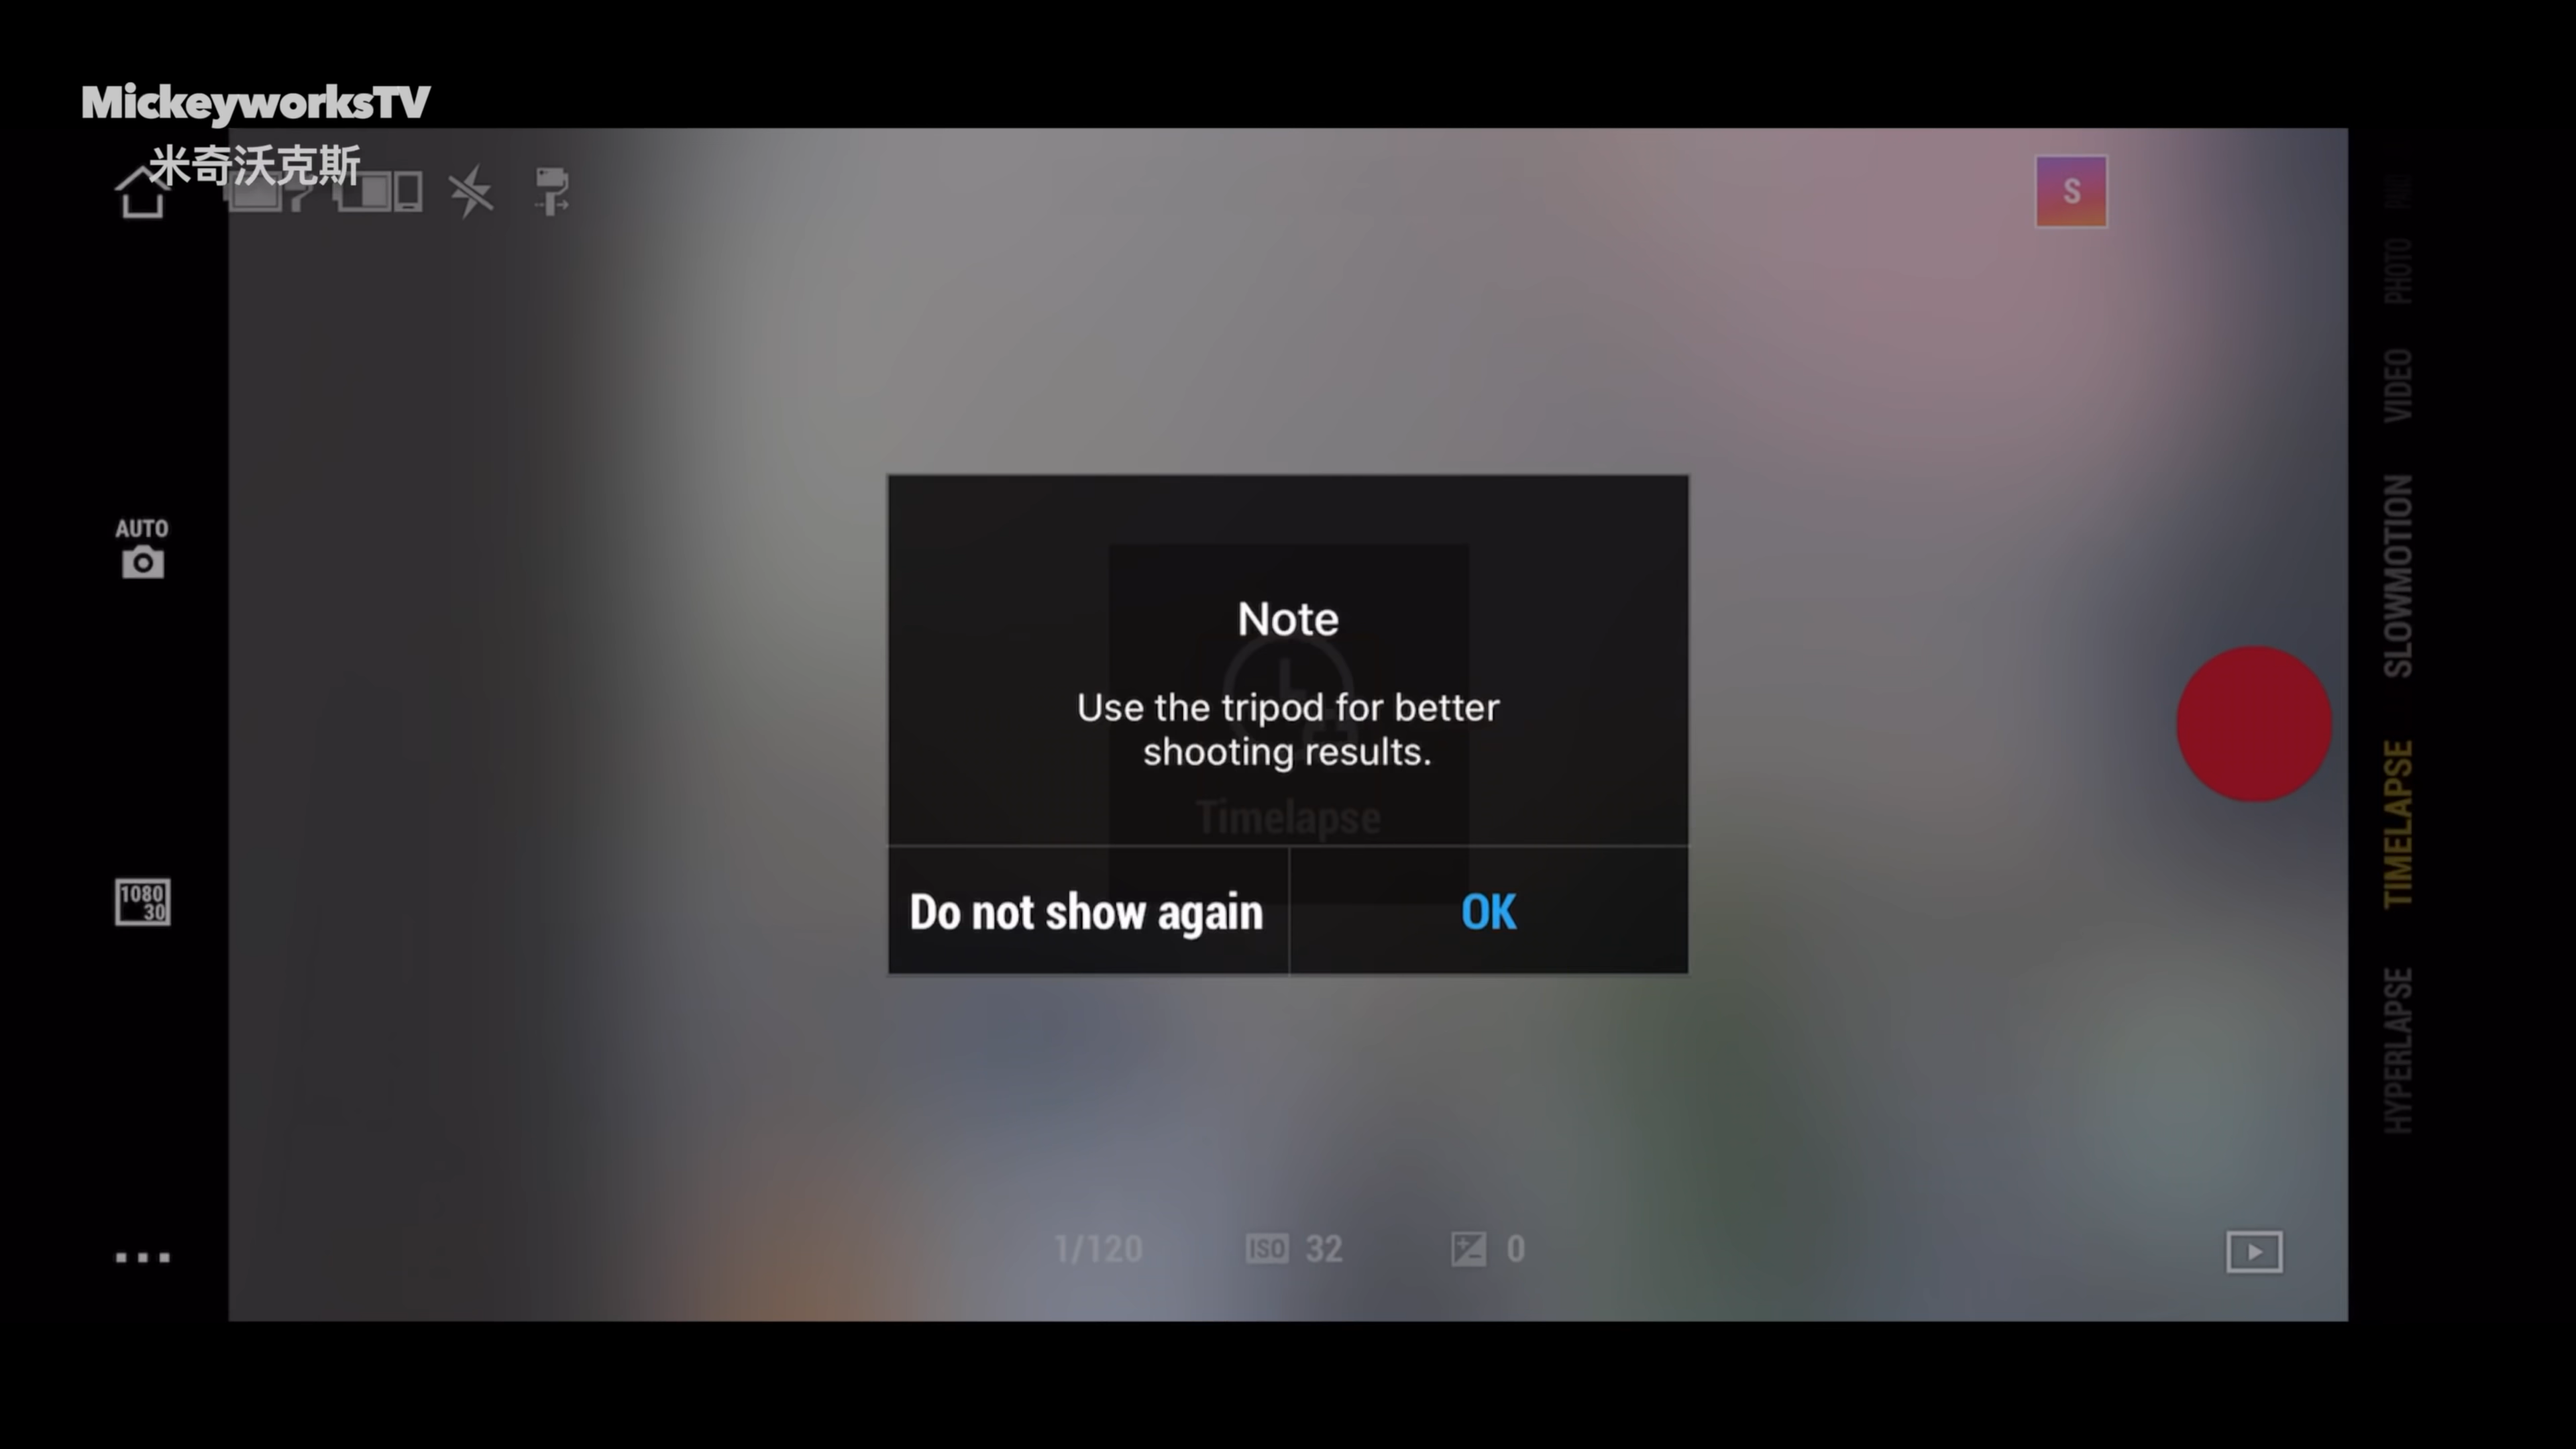 MickeyworksTV
米奇沃克斯
S
AUTO
1080
30
Note
Use the tripod for better
shooting results.
Timelapse
Do not show again
OK
1/120
ISO 32
0
PHOTO
VIDEO
SLOWMOTION
TIMELAPSE
HYPERLAPSE